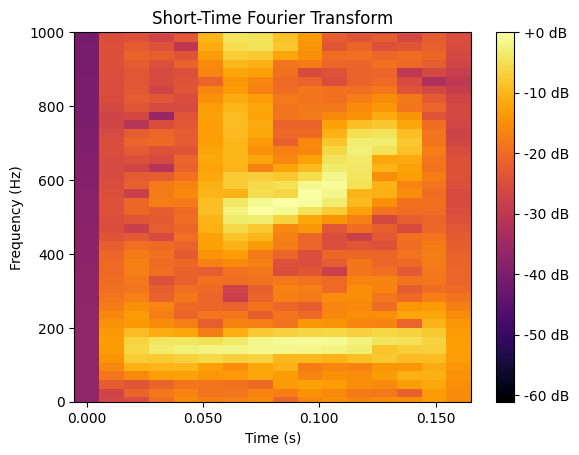 Short-Time Fourier Transform
1000
800
600
400
200
0
Frequency (Hz)
0.000
0.050
0.100
0.150
Time (s)
+0 dB
-10 dB
-20 dB
-30 dB
-40 dB
-50 dB
-60 dB